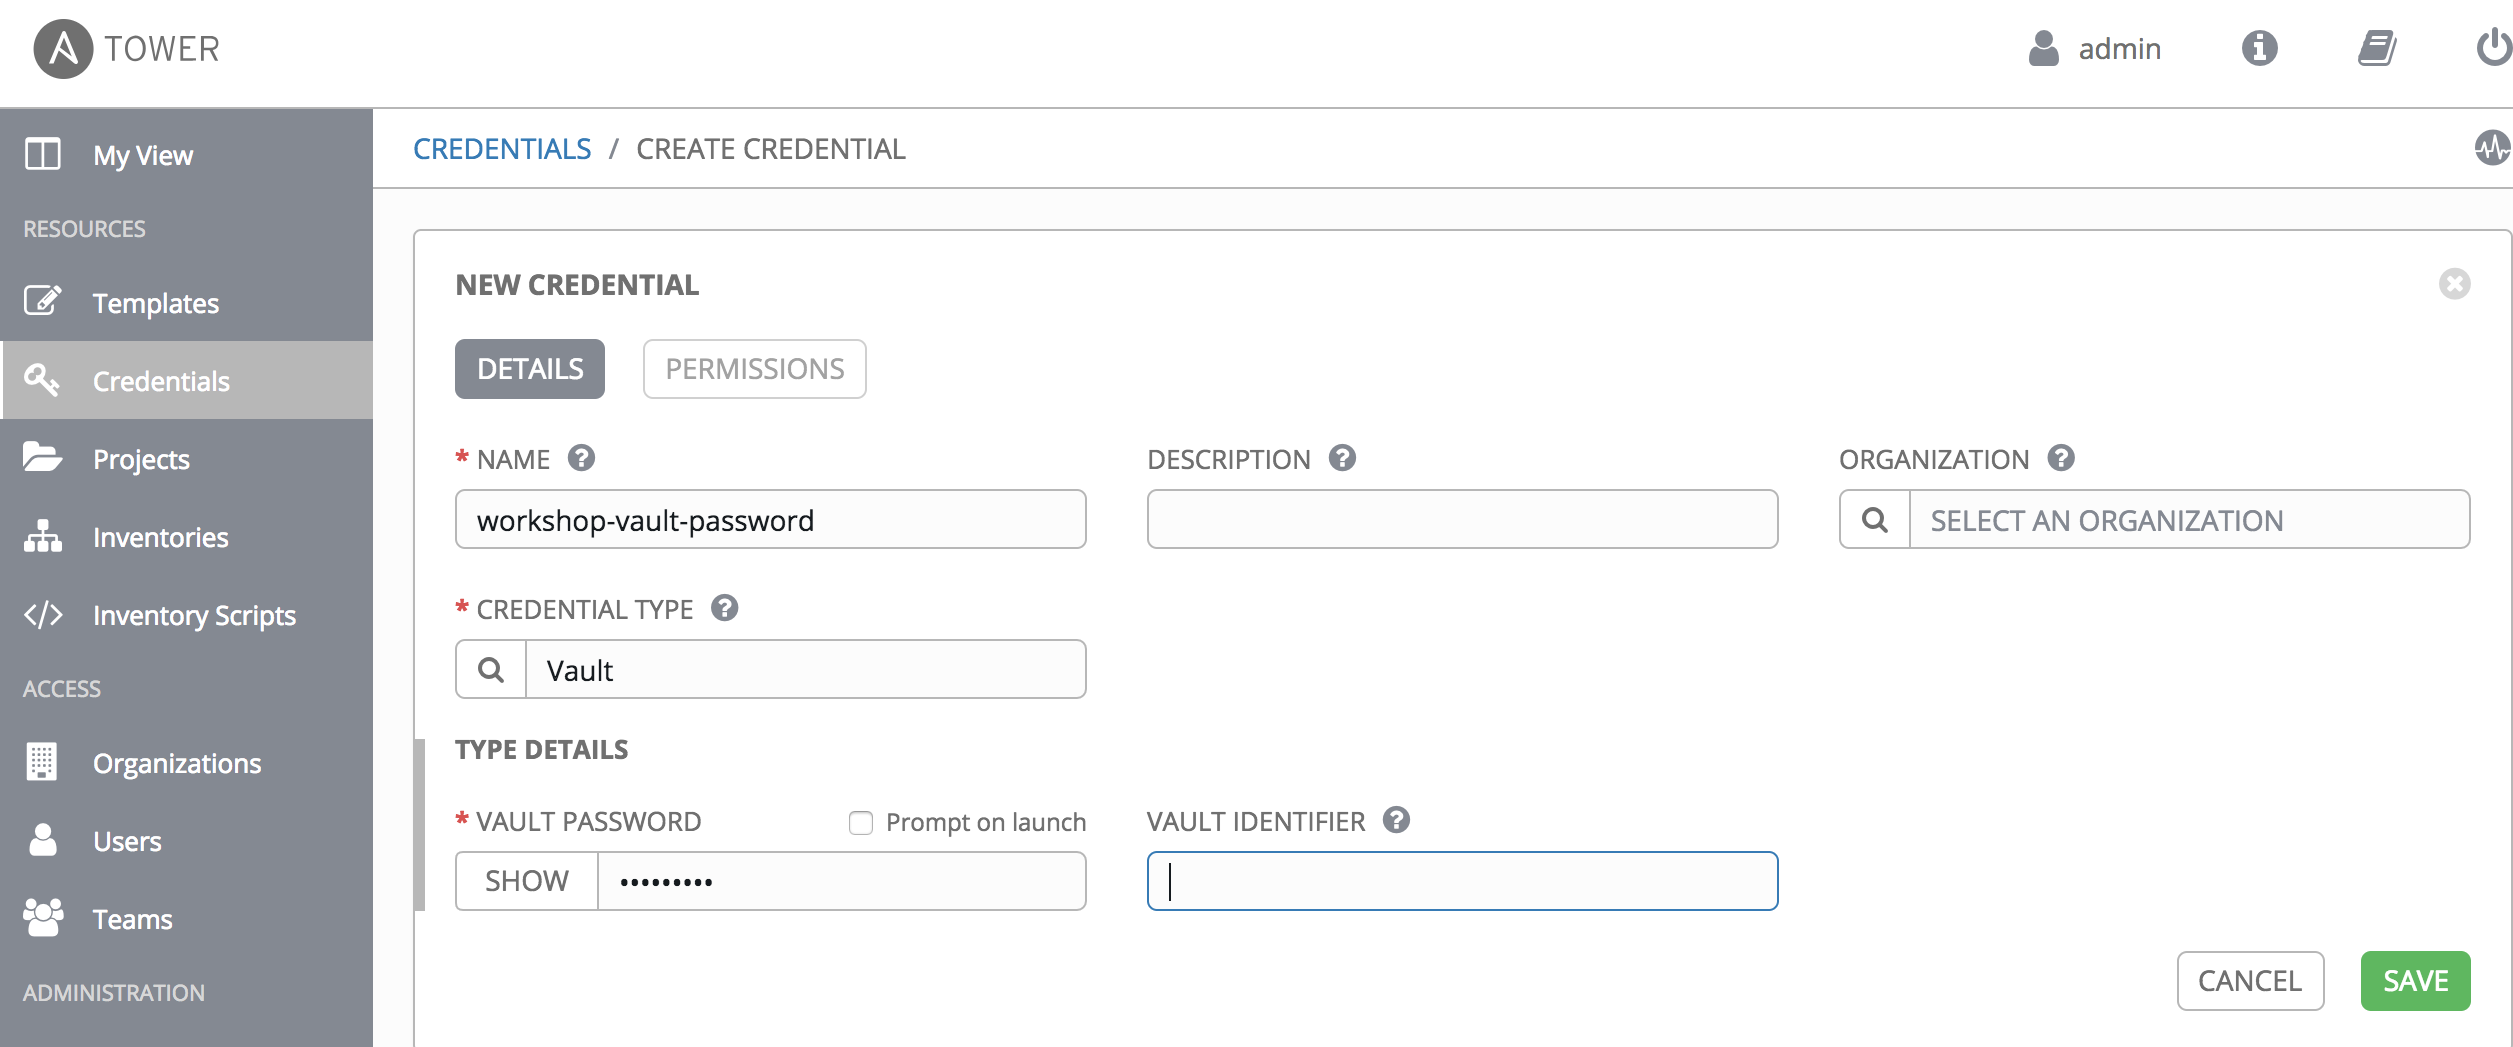 TOWER
admin
My View
RESOURCES
Templates
Credentials
Projects
Inventories
Inventory Scripts
ACCESS
Organizations
Users
Teams
ADMINISTRATION
CREDENTIALS / CREATE CREDENTIAL
NEW CREDENTIAL
DETAILS PERMISSIONS
* NAME DESCRIPTION ORGANIZATION
workshop-vault-password SELECT AN ORGANIZATION
* CREDENTIAL TYPE
Vault
TYPE DETAILS
* VAULT PASSWORD Prompt on launch VAULT IDENTIFIER
SHOW •••••••••
CANCEL SAVE